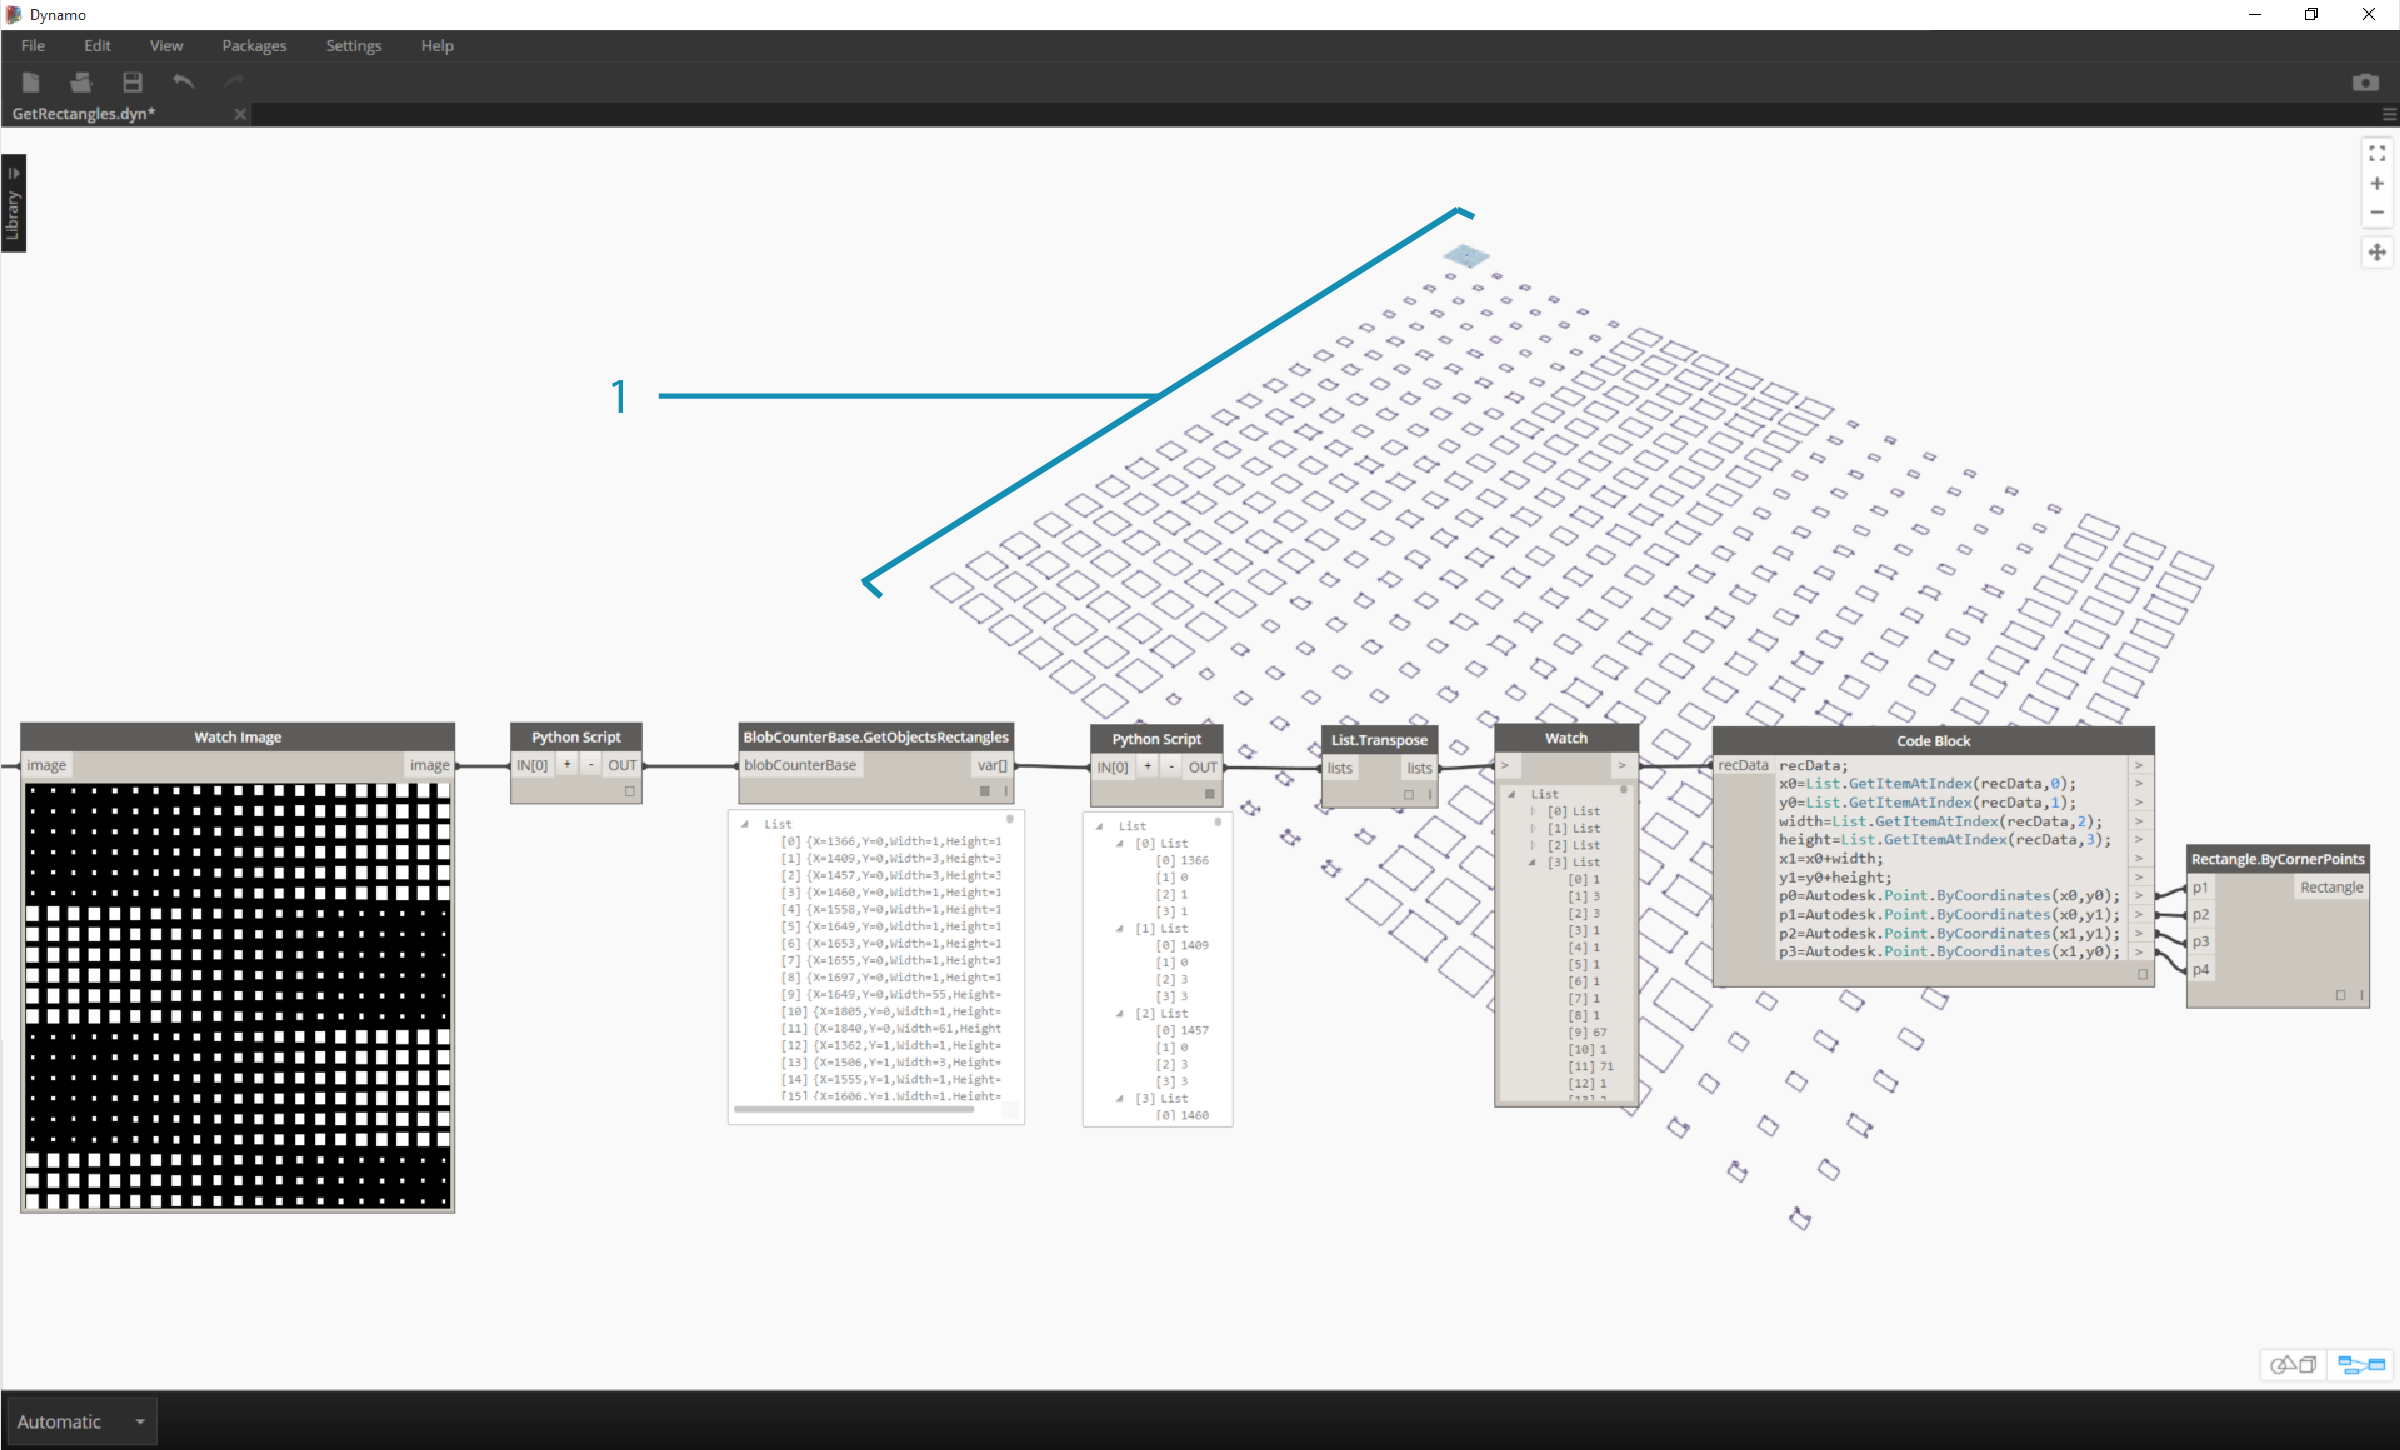 Dynamo
File Edit View Packages Settings Help
GetRectangles.dyn*
Library
1
Watch Image
image image
Python Script
IN[0] + - OUT
BlobCounterBase.GetObjectsRectangles
blobCounterBase var[]
List
[0] {X=1366,Y=0,Width=1,Height=1
[1] {X=1409,Y=0,Width=3,Height=3
[2] {X=1457,Y=0,Width=3,Height=3
[3] {X=1460,Y=0,Width=1,Height=1
[4] {X=1558,Y=0,Width=1,Height=1
[5] {X=1649,Y=0,Width=1,Height=1
[6] {X=1653,Y=0,Width=1,Height=1
[7] {X=1655,Y=0,Width=1,Height=1
[8] {X=1697,Y=0,Width=1,Height=1
[9] {X=1649,Y=0,Width=55,Height=
[10] {X=1805,Y=0,Width=1,Height=
[11] {X=1840,Y=0,Width=61,Height
[12] {X=1362,Y=1,Width=1,Height=
[13] {X=1506,Y=1,Width=3,Height=
[14] {X=1555,Y=1,Width=1,Height=
[15] {X=1606,Y=1,Width=1,Height=
Python Script
IN[0] + - OUT
List
[0] List
[0] 1366
[1] 0
[2] 1
[3] 1
[1] List
[0] 1409
[1] 0
[2] 3
[3] 3
[2] List
[0] 1457
[1] 0
[2] 3
[3] 3
[3] List
[0] 1460
List.Transpose
lists lists
Watch
> >
List
[0] List
[1] List
[2] List
[3] List
[0] 1
[1] 3
[2] 3
[3] 1
[4] 1
[5] 1
[6] 1
[7] 1
[8] 1
[9] 67
[10] 1
[11] 71
[12] 1
Code Block
recData recData; >
x0=List.GetItemAtIndex(recData,0); >
y0=List.GetItemAtIndex(recData,1); >
width=List.GetItemAtIndex(recData,2); >
height=List.GetItemAtIndex(recData,3); >
x1=x0+width; >
y1=y0+height; >
p0=Autodesk.Point.ByCoordinates(x0,y0); >
p1=Autodesk.Point.ByCoordinates(x0,y1); >
p2=Autodesk.Point.ByCoordinates(x1,y1); >
p3=Autodesk.Point.ByCoordinates(x1,y0); >
Rectangle.ByCornerPoints
p1 Rectangle
p2
p3
p4
Automatic